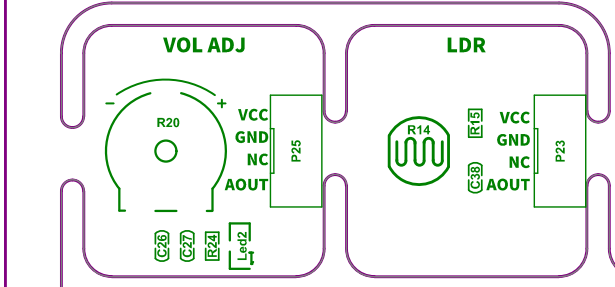 VOL ADJ
− +
R20
VCC
GND
NC
AOUT
P25
C26
C27
R24
Led2
1
LDR
R14
R15
C38
VCC
GND
NC
AOUT
P23